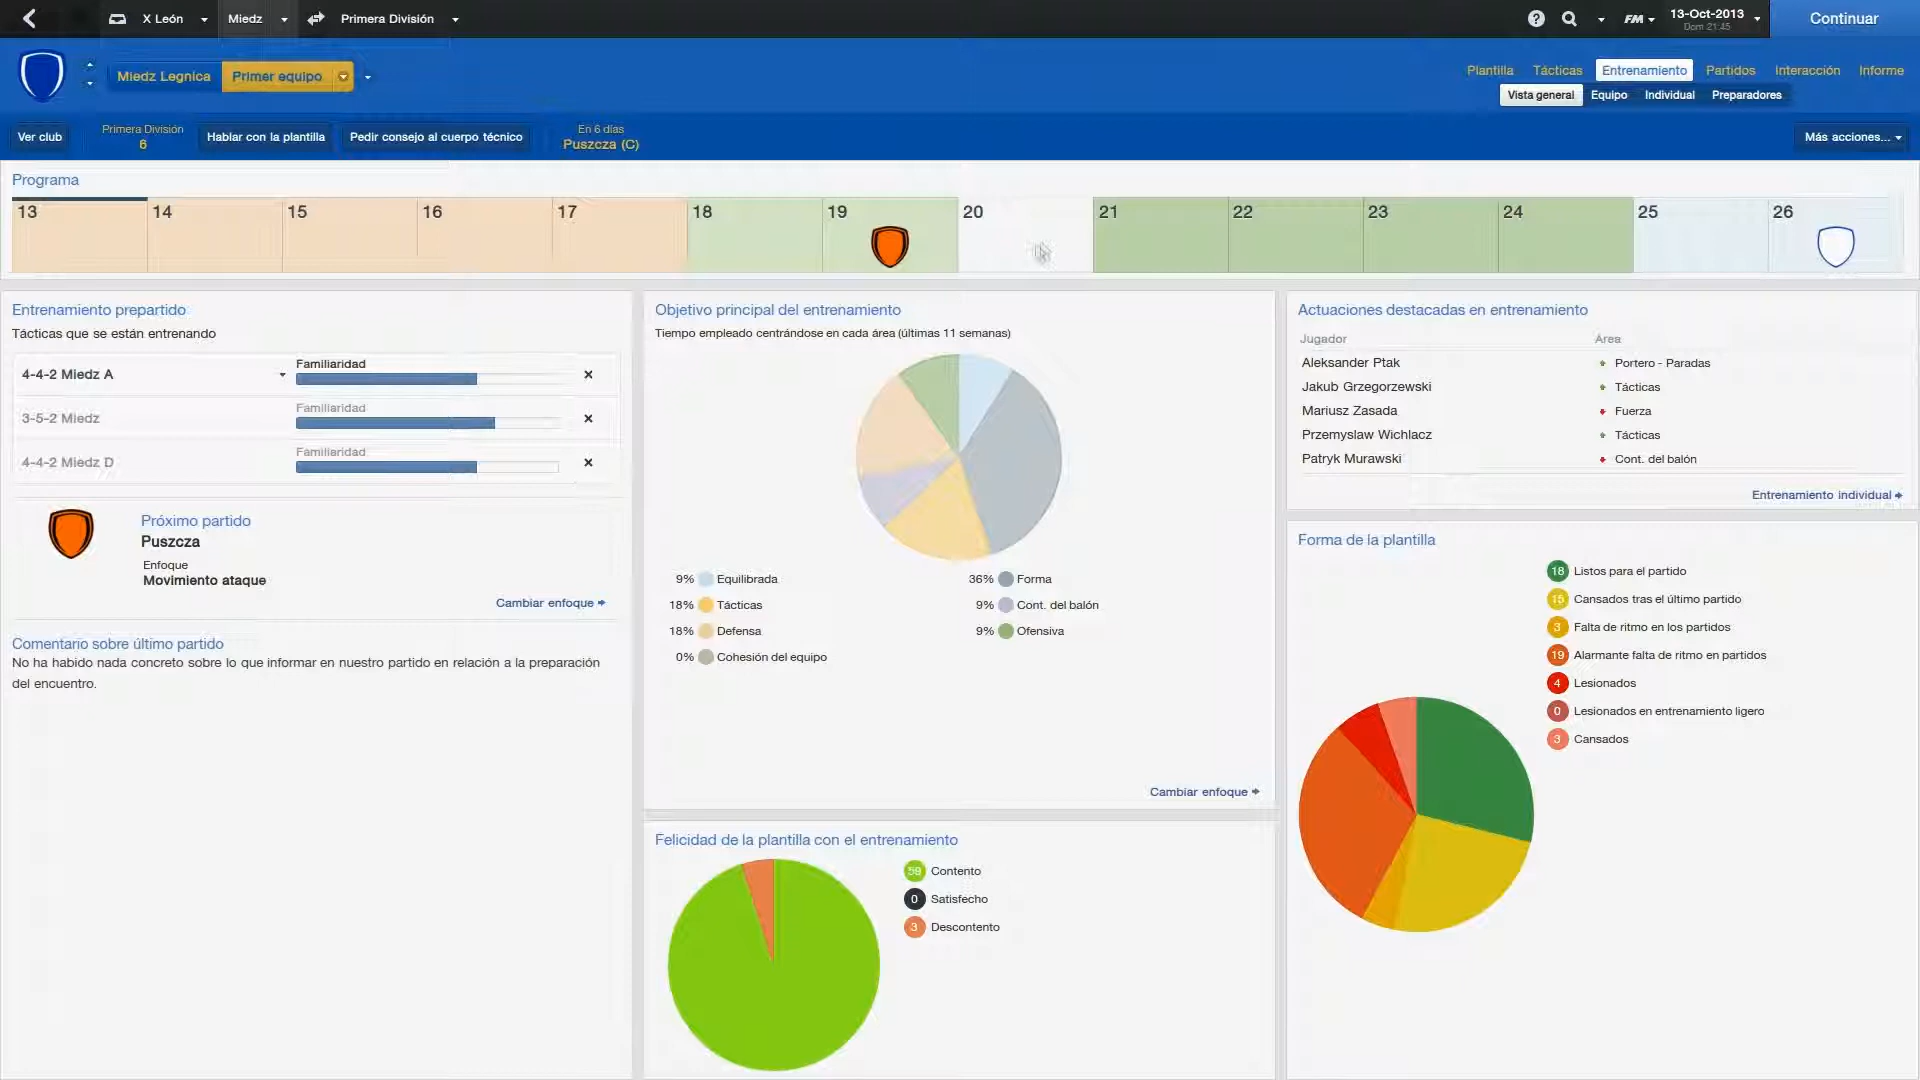 X León Miedz Primera División
FM 13-Oct-2013 Continuar
Dom 21:45
Miedz Legnica Primer equipo
Plantilla Tácticas Entrenamiento Partidos Interacción Informe
Vista general Equipo Individual Preparadores
Ver club Primera División 6 Hablar con la plantilla Pedir consejo al cuerpo técnico En 6 días Puszcza (C) Más acciones...
Programa
13 14 15 16 17 18 19 20 21 22 23 24 25 26
Entrenamiento prepartido
Tácticas que se están entrenando
4-4-2 Miedz A Familiaridad
3-5-2 Miedz Familiaridad
4-4-2 Miedz D Familiaridad
Próximo partido
Puszcza
Enfoque
Movimiento ataque
Cambiar enfoque
Comentario sobre último partido
No ha habido nada concreto sobre lo que informar en nuestro partido en relación a la preparación
del encuentro.
Objetivo principal del entrenamiento
Tiempo empleado centrándose en cada área (últimas 11 semanas)
9% Equilibrada 36% Forma
18% Tácticas 9% Cont. del balón
18% Defensa 9% Ofensiva
0% Cohesión del equipo
Cambiar enfoque
Felicidad de la plantilla con el entrenamiento
59 Contento
0 Satisfecho
3 Descontento
Actuaciones destacadas en entrenamiento
Jugador Área
Aleksander Ptak Portero - Paradas
Jakub Grzegorzewski Tácticas
Mariusz Zasada Fuerza
Przemyslaw Wichlacz Tácticas
Patryk Murawski Cont. del balón
Entrenamiento individual
Forma de la plantilla
18 Listos para el partido
15 Cansados tras el último partido
3 Falta de ritmo en los partidos
19 Alarmante falta de ritmo en partidos
4 Lesionados
0 Lesionados en entrenamiento ligero
3 Cansados